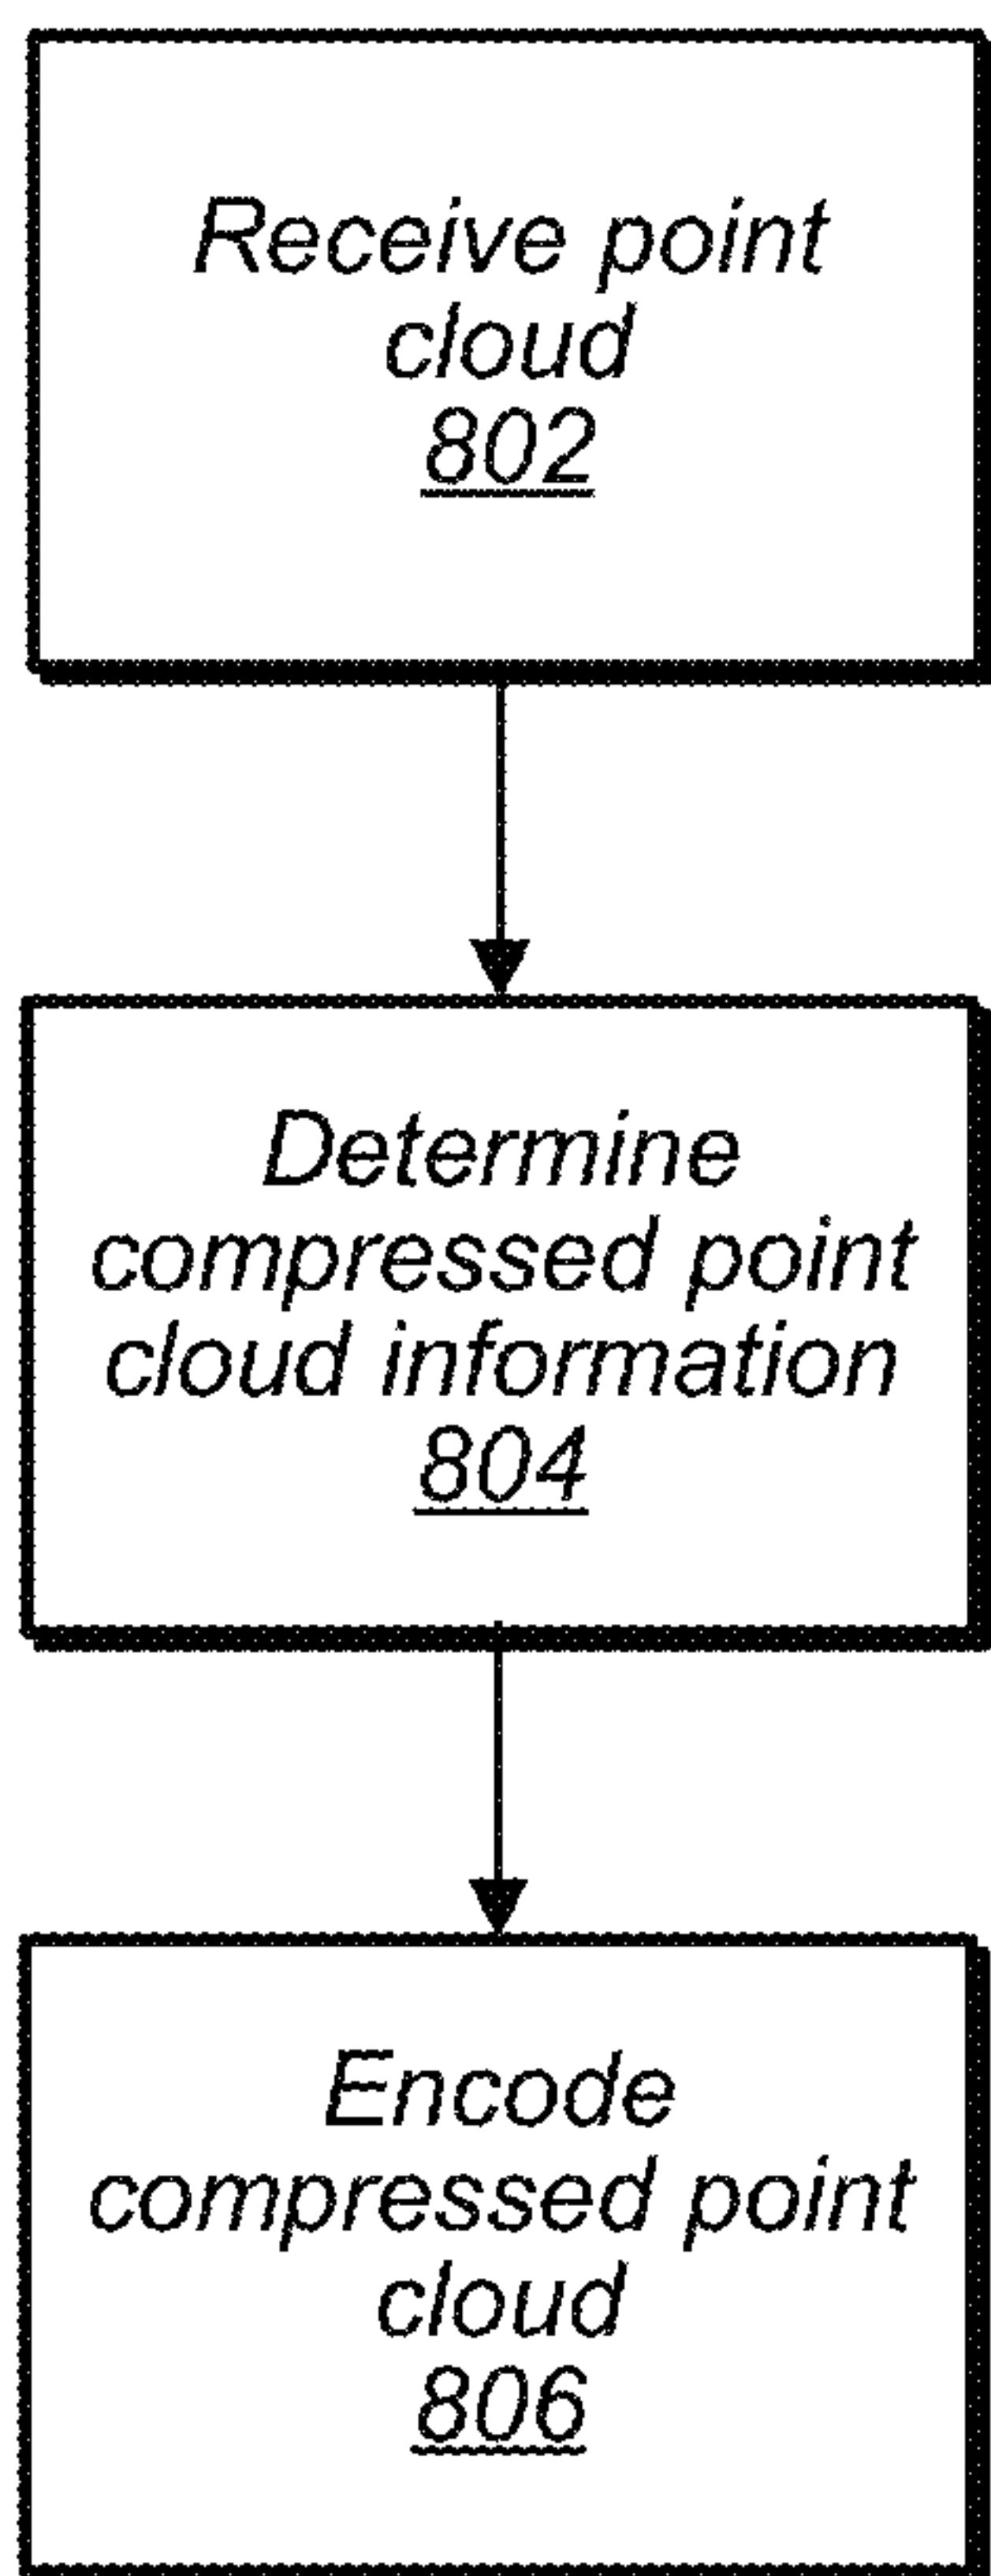 Receive point
cloud
802
Determine
compressed point
cloud information
804
Encode
compressed point
cloud
806